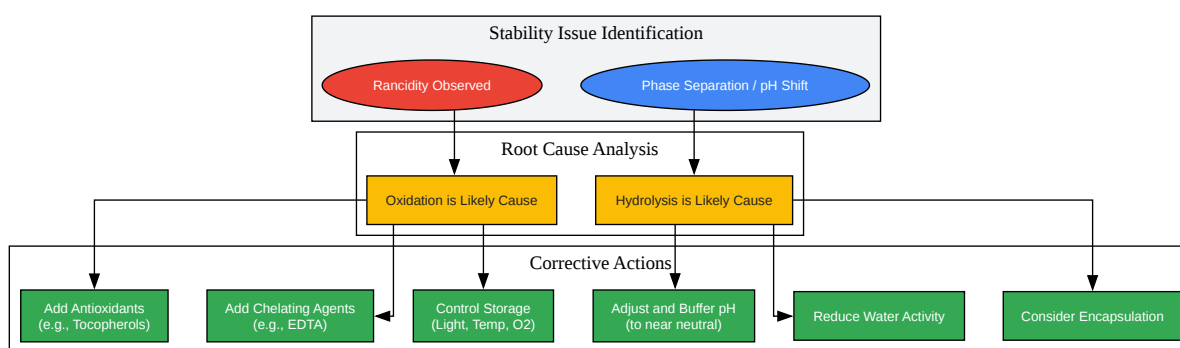 Stability Issue Identification
Rancidity Observed
Phase Separation / pH Shift
Root Cause Analysis
Oxidation is Likely Cause
Hydrolysis is Likely Cause
Corrective Actions
Add Antioxidants
(e.g., Tocopherols)
Add Chelating Agents
(e.g., EDTA)
Control Storage
(Light, Temp, O2)
Adjust and Buffer pH
(to near neutral)
Reduce Water Activity
Consider Encapsulation